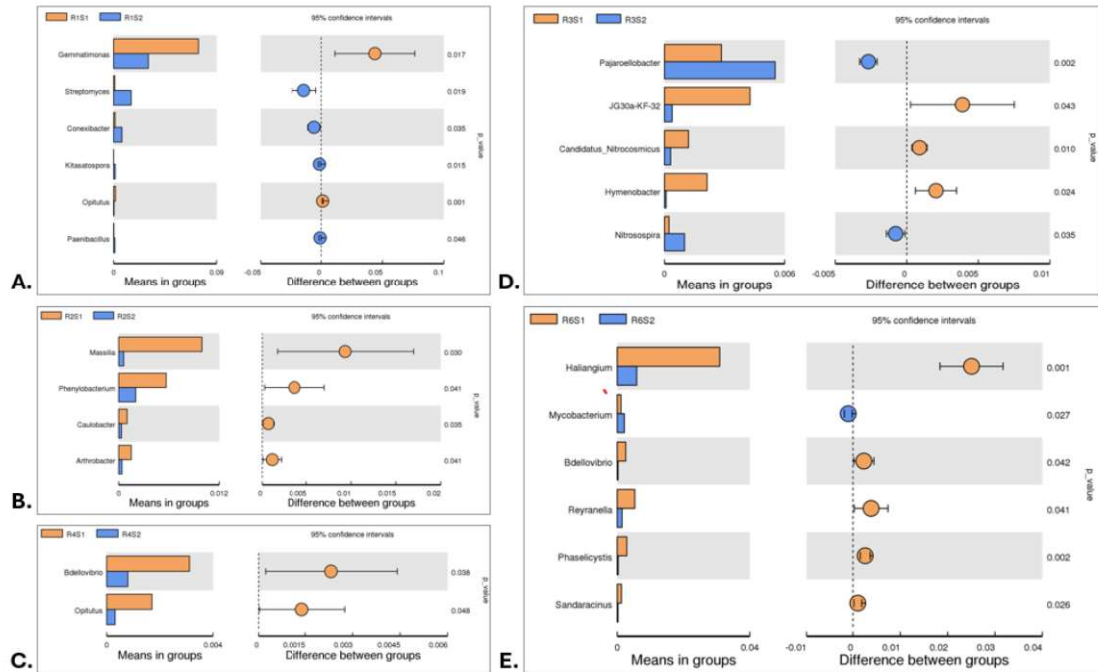 R1S1 R1S2 95% confidence intervals
Gemmatimonas 0.017
Streptomyces 0.019
Conexibacter 0.035
Kitasatospora 0.015
Opitutus 0.001
Paenibacillus 0.046
p_value
0 0.09 -0.05 0 0.05 0.1
A. Means in groups Difference between groups
R2S1 R2S2 95% confidence intervals
Massilia 0.030
Phenylobacterium 0.041
Caulobacter 0.035
Arthrobacter 0.041
p_value
0 0.012 0 0.005 0.01 0.015 0.02
B. Means in groups Difference between groups
R4S1 R4S2 95% confidence intervals
Bdellovibrio 0.038
Opitutus 0.048
p_value
0 0.004 0 0.0015 0.003 0.0045 0.006
C. Means in groups Difference between groups
R3S1 R3S2 95% confidence intervals
Pajaroellobacter 0.002
JG30a-KF-32 0.043
Candidatus_Nitrocosmicus 0.010
Hymenobacter 0.024
Nitrosospira 0.035
p_value
0 0.006 -0.005 0 0.005 0.01
D. Means in groups Difference between groups
R6S1 R6S2 95% confidence intervals
Haliangium 0.001
Mycobacterium 0.027
Bdellovibrio 0.042
Reyranella 0.041
Phaselicystis 0.002
Sandaracinus 0.026
p_value
0 0.04 -0.01 0 0.01 0.02 0.03 0.04
E. Means in groups Difference between groups